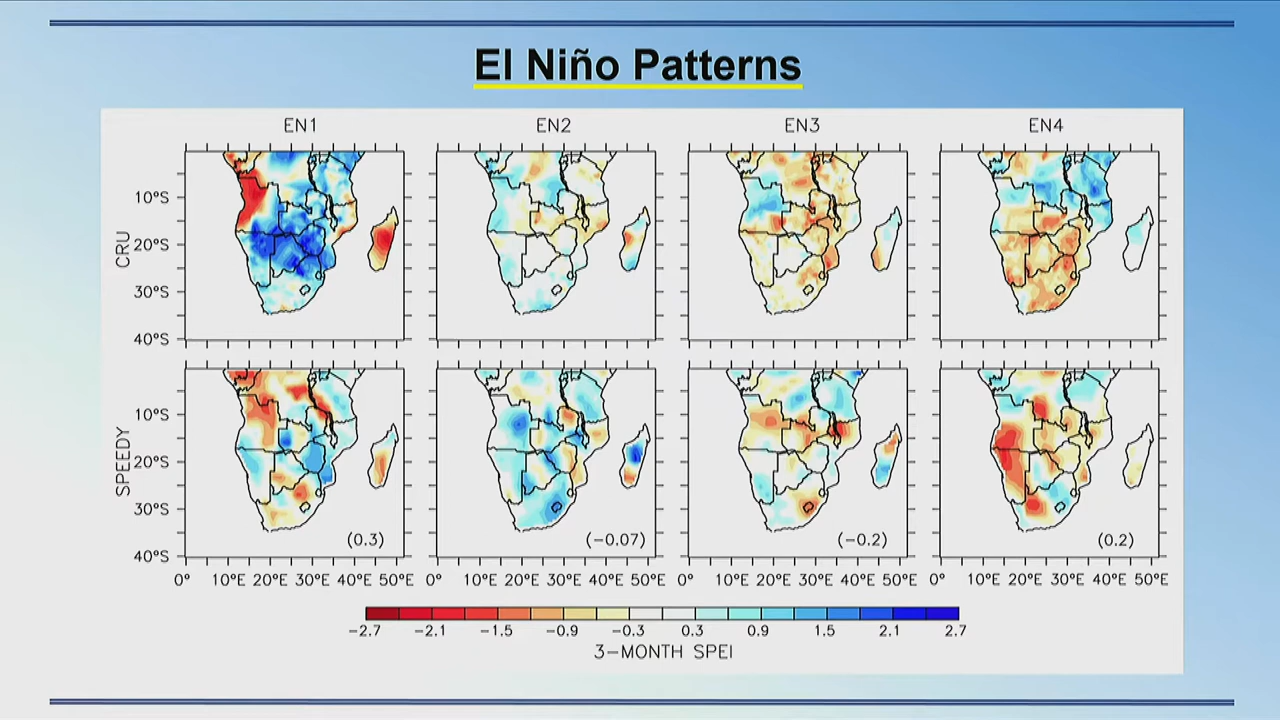 El Niño Patterns
EN1 EN2 EN3 EN4
CRU
10°S
20°S
30°S
40°S
SPEEDY
10°S
20°S
30°S
40°S
(0.3) (−0.07) (−0.2) (0.2)
0° 10°E 20°E 30°E 40°E 50°E 0° 10°E 20°E 30°E 40°E 50°E 0° 10°E 20°E 30°E 40°E 50°E 0° 10°E 20°E 30°E 40°E 50°E
−2.7 −2.1 −1.5 −0.9 −0.3 0.3 0.9 1.5 2.1 2.7
3−MONTH SPEI